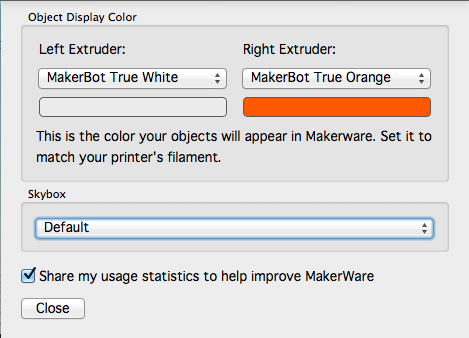 Object Display Color
Left Extruder: Right Extruder:
MakerBot True White MakerBot True Orange
This is the color your objects will appear in Makerware. Set it to
match your printer's filament.
Skybox
Default
Share my usage statistics to help improve MakerWare
Close